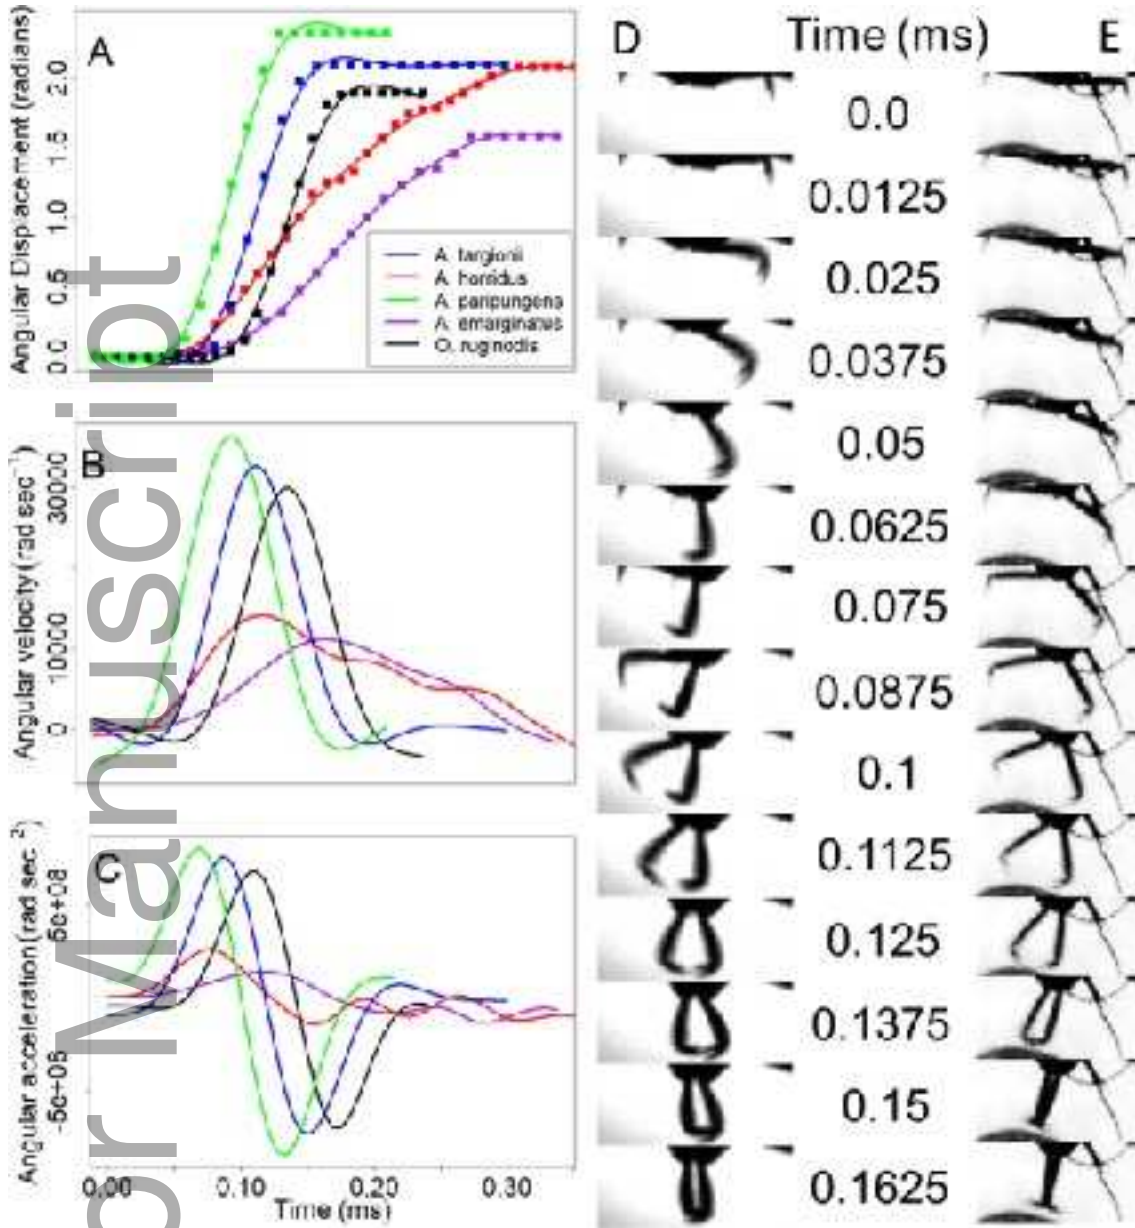 A
Angular Displacement (radians)
0.0
0.5
1.0
1.5
2.0
A. targionii
A. horridus
A. paripungens
A. emarginatus
O. ruginodis
B
Angular velocity (rad sec⁻¹)
0
10000
30000
C
Angular acceleration (rad sec⁻²)
-5e+08
5e+08
0.00
0.10
0.20
0.30
Time (ms)
D
Time (ms)
E
0.0
0.0125
0.025
0.0375
0.05
0.0625
0.075
0.0875
0.1
0.1125
0.125
0.1375
0.15
0.1625
or Manuscript